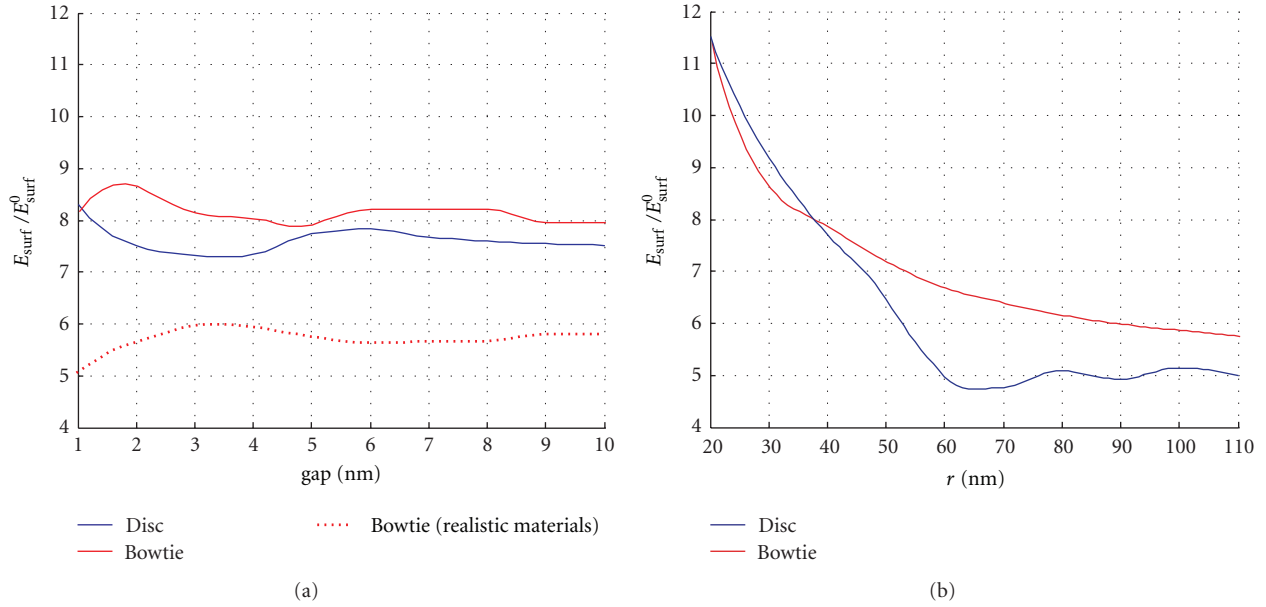 12
11
10
9
8
7
6
5
4
E_surf / E^0_surf
1 2 3 4 5 6 7 8 9 10
gap (nm)
Disc
Bowtie
Bowtie (realistic materials)
(a)
12
11
10
9
8
7
6
5
4
E_surf / E^0_surf
20 30 40 50 60 70 80 90 100 110
r (nm)
Disc
Bowtie
(b)